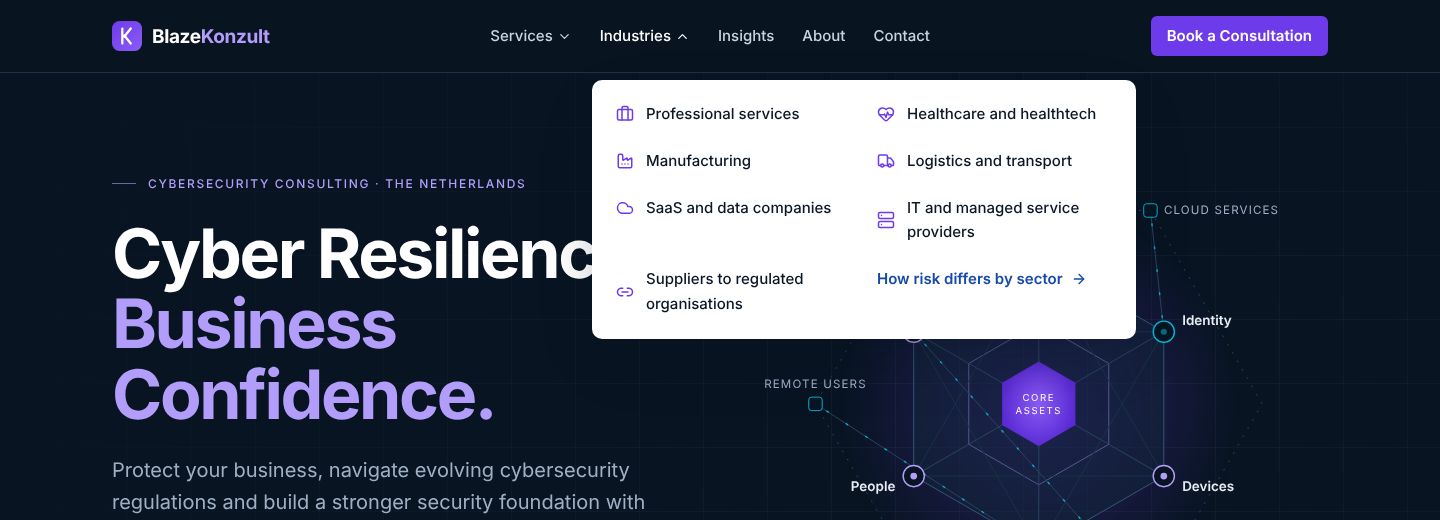 BlazeKonzult
Services
Industries
Insights
About
Contact
Book a Consultation
Professional services
Healthcare and healthtech
Manufacturing
Logistics and transport
SaaS and data companies
IT and managed service
providers
Suppliers to regulated
organisations
How risk differs by sector
CYBERSECURITY CONSULTING · THE NETHERLANDS
Cyber Resilienc
Business
Confidence.
Protect your business, navigate evolving cybersecurity
regulations and build a stronger security foundation with
CLOUD SERVICES
Identity
REMOTE USERS
CORE
ASSETS
People
Devices